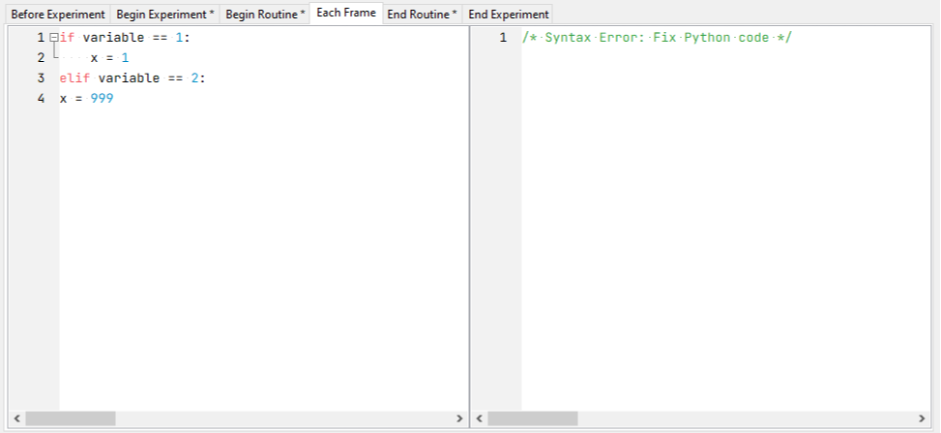 Before Experiment Begin Experiment * Begin Routine * Each Frame End Routine * End Experiment
1 if variable == 1:
2     x = 1
3 elif variable == 2:
4 x = 999
1 /* Syntax Error: Fix Python code */